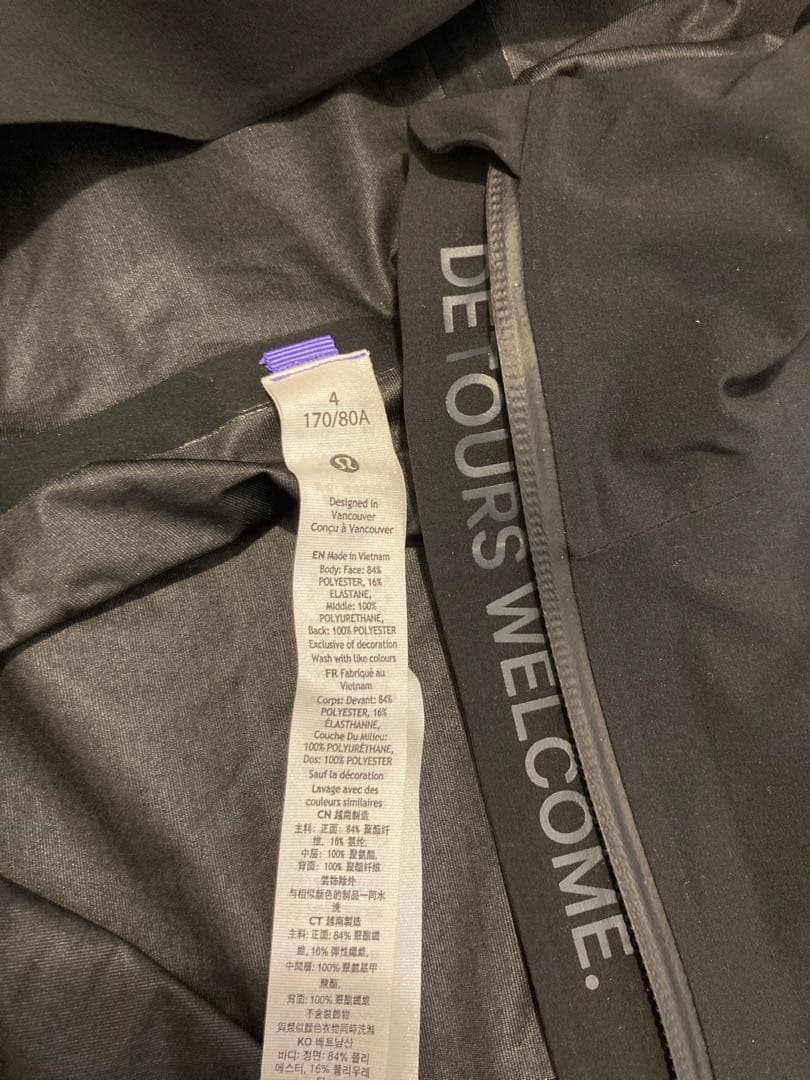 4
170/80A
Designed in
Vancouver
Conçu à Vancouver
EN Made in Vietnam
Body: Face: 84%
POLYESTER, 16%
ELASTANE,
Middle: 100%
POLYURETHANE,
Back: 100% POLYESTER
Exclusive of decoration
Wash with like colours
FR Fabriqué au
Vietnam
Corps: Devant: 84%
POLYESTER, 16%
ÉLASTHANNE,
Couche Du Milieu:
100% POLYURÉTHANE,
Dos: 100% POLYESTER
Sauf la décoration
Lavage avec des
couleurs similaires
CN 越南制造
主料: 正面: 84% 聚酯纤
维, 16% 氨纶,
中层: 100% 聚氨酯,
背面: 100% 聚酯纤维
装饰除外
与相似颜色的制品一同水
洗
CT 越南製造
主料: 正面: 84% 聚酯纖
維, 16% 彈性纖維,
中間層: 100% 聚氨基甲
酸酯,
背面: 100% 聚酯纖維
不含裝飾物
與類似顏色衣物同時洗滌
KO 베트남산
바디: 정면: 84% 폴리
에스터, 16% 폴리우레
DETOURS WELCOME.